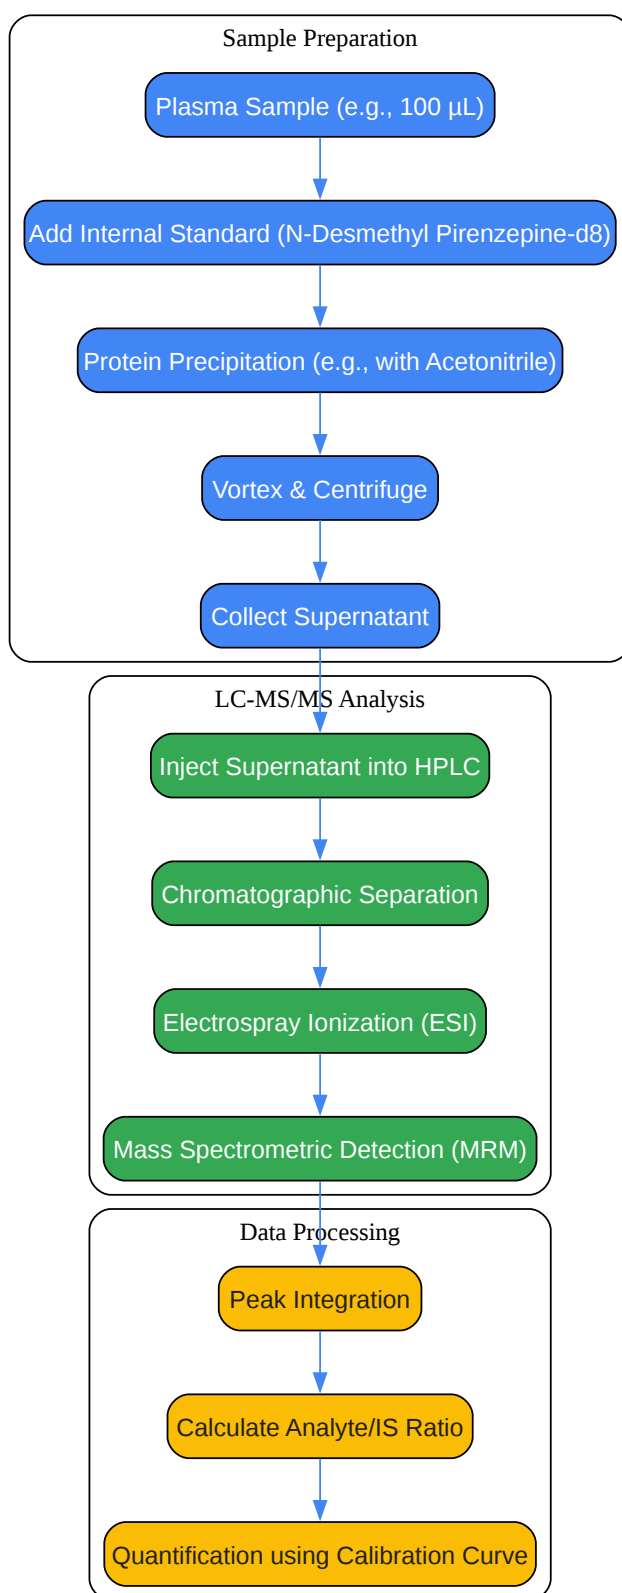 Sample Preparation
Plasma Sample (e.g., 100 µL)
Add Internal Standard (N-Desmethyl Pirenzepine-d8)
Protein Precipitation (e.g., with Acetonitrile)
Vortex & Centrifuge
Collect Supernatant
LC-MS/MS Analysis
Inject Supernatant into HPLC
Chromatographic Separation
Electrospray Ionization (ESI)
Mass Spectrometric Detection (MRM)
Data Processing
Peak Integration
Calculate Analyte/IS Ratio
Quantification using Calibration Curve